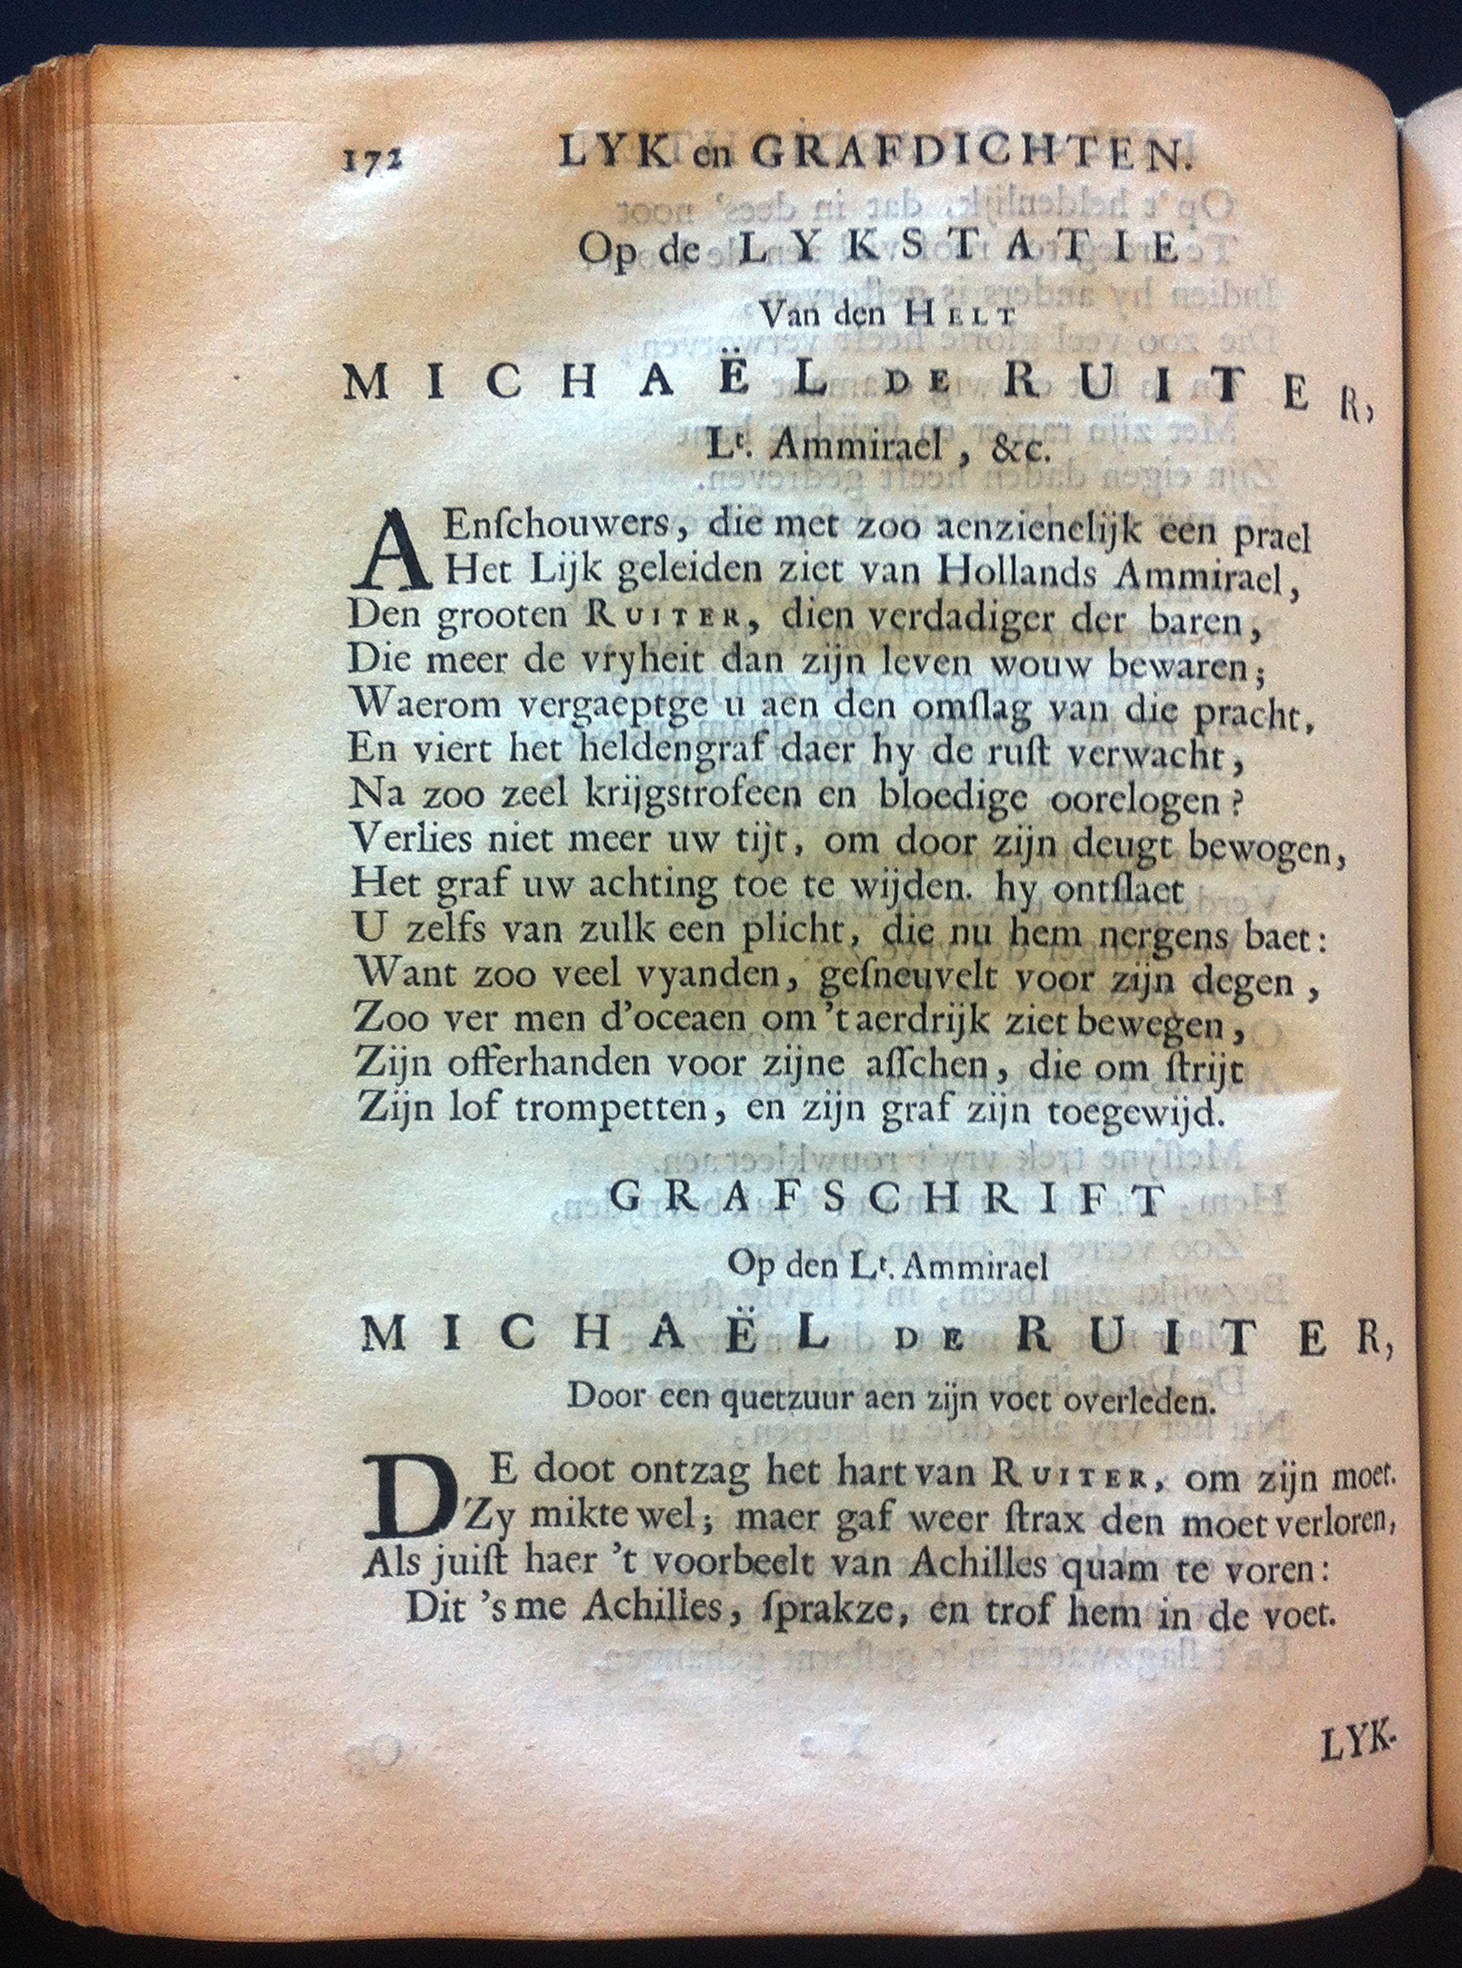 172 LYK en GRAFDICHTEN.
Op de LYKSTATIE
Van den HELT
MICHAËL DE RUITER,
Lt. Ammirael, &c.
AEnſchouwers, die met zoo aenzienelijk een prael
Het Lijk geleiden ziet van Hollands Ammirael,
Den grooten RUITER, dien verdadiger der baren,
Die meer de vryheit dan zijn leven wouw bewaren;
Waerom vergaeptge u aen den omſlag van die pracht,
En viert het heldengraf daer hy de ruſt verwacht,
Na zoo zeel krijgstrofeen en bloedige oorelogen?
Verlies niet meer uw tijt, om door zijn deugt bewogen,
Het graf uw achting toe te wijden. hy ontſlaet
U zelfs van zulk een plicht, die nu hem nergens baet:
Want zoo veel vyanden, geſneuvelt voor zijn degen,
Zoo ver men d'oceaen om 't aerdrijk ziet bewegen,
Zijn offerhanden voor zijne aſſchen, die om ſtrijt
Zijn lof trompetten, en zijn graf zijn toegewijd.
GRAFSCHRIFT
Op den Lt. Ammirael
MICHAËL DE RUITER,
Door een quetzuur aen zijn voet overleden.
DE doot ontzag het hart van RUITER, om zijn moet.
Zy mikte wel; maer gaf weer ſtrax den moet verloren,
Als juiſt haer 't voorbeelt van Achilles quam te voren:
Dit 's me Achilles, ſprakze, en trof hem in de voet.
LYK-